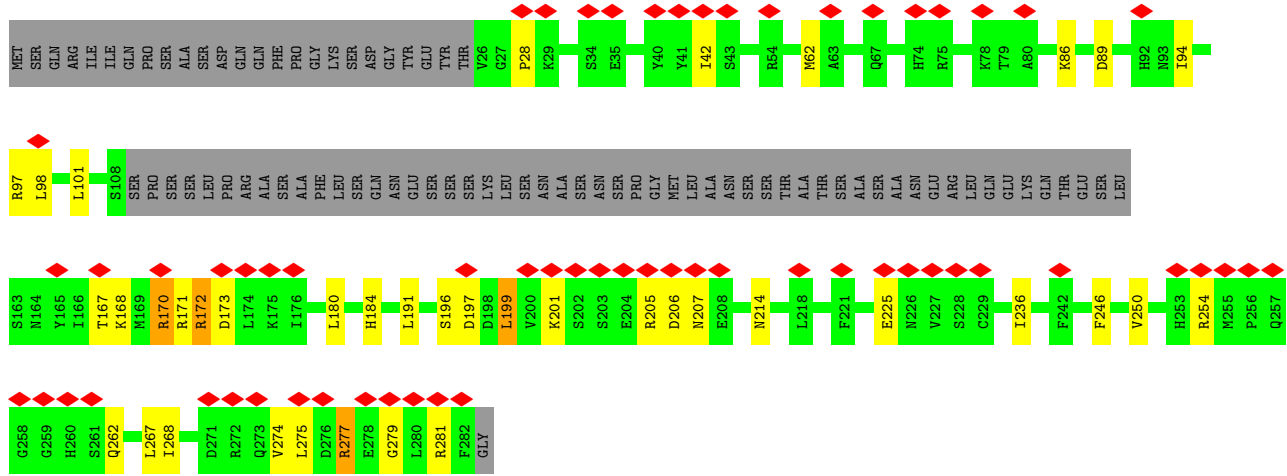 MET SER GLN ARG ILE ILE GLN PRO SER ALA SER ASP GLN GLN PHE PRO GLY LYS SER ASP GLY TYR GLU TYR THR V26 G27 P28 K29 S34 E35 Y40 Y41 I42 S43 R54 M62 A63 Q67 H74 R75 K78 T79 A80 K86 D89 H92 N93 I94
R97 L98 L101 S108 SER PRO SER SER LEU PRO ARG ALA SER ALA PHE LEU SER GLN ASN GLU SER SER SER LYS LEU SER ASN ALA SER ASN SER PRO GLY MET LEU ALA ASN SER SER THR ALA THR SER ALA SER ALA ASN GLU ARG LEU GLN GLU LYS GLN THR GLU SER LEU
S163 N164 Y165 I166 T167 K168 M169 R170 R171 R172 D173 L174 K175 I176 L180 H184 L191 S196 D197 D198 L199 V200 K201 S202 S203 E204 R205 D206 N207 E208 N214 L218 F221 E225 N226 V227 S228 C229 I236 F242 F246 V250 H253 R254 M255 P256 Q257
G258 G259 H260 S261 Q262 L267 I268 D271 R272 Q273 V274 L275 D276 R277 E278 G279 L280 R281 F282 GLY